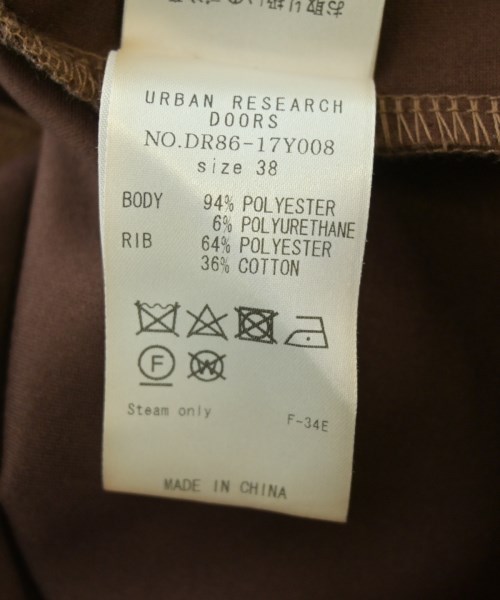 URBAN RESEARCH
DOORS
NO.DR86-17Y008
size 38
BODY 94% POLYESTER
6% POLYURETHANE
RIB 64% POLYESTER
36% COTTON
F W
Steam only
F-34E
MADE IN CHINA